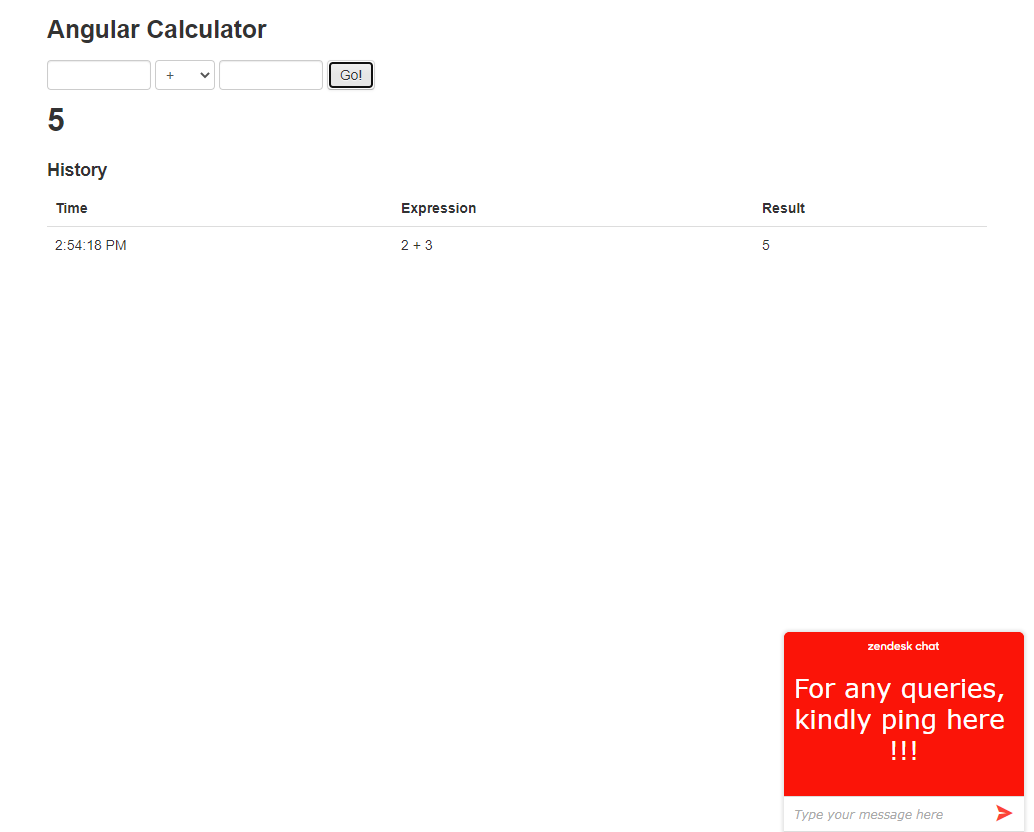 Angular Calculator
+ Go!
5
History
Time Expression Result
2:54:18 PM 2 + 3 5
zendesk chat
For any queries,
kindly ping here
!!!
Type your message here